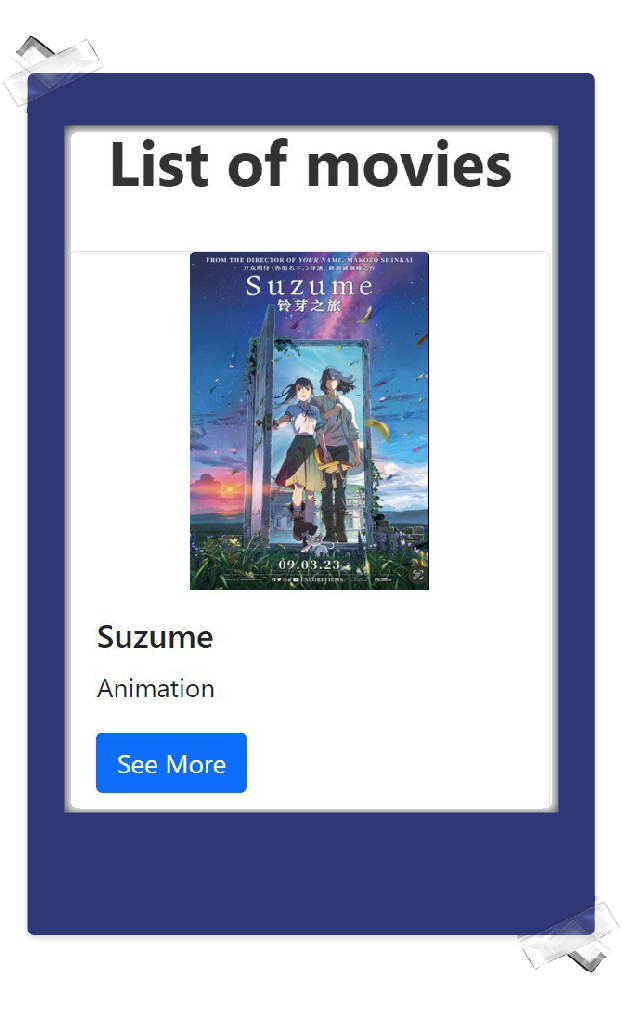 List of movies
FROM THE DIRECTOR OF YOUR NAME, MAKOTO SHINKAI
Suzume
铃芽之旅
09.03.23
ENCOREFILMS
Suzume
Animation
See More